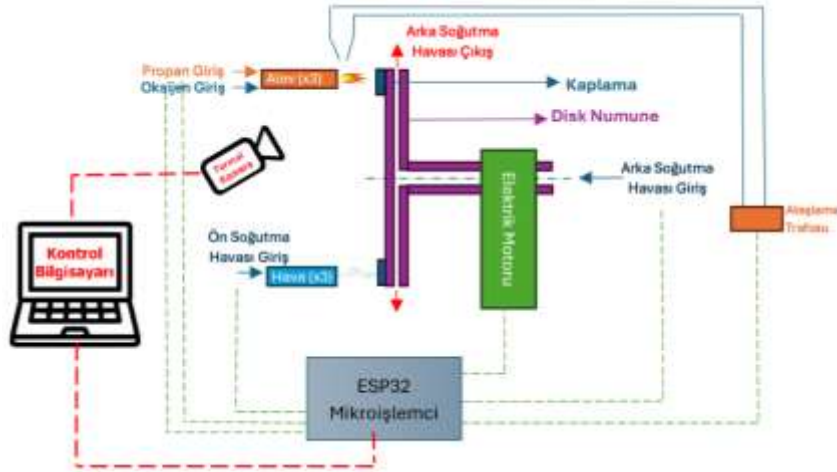 Arka Soğutma
Havası Çıkış
Propan Giriş
Oksijen Giriş
Alev (x3)
Kaplama
Disk Numune
Termal
Kamera
Elektrik Motoru
Arka Soğutma
Havası Giriş
Ateşleme
Trafosu
Kontrol
Bilgisayarı
Ön Soğutma
Havası Giriş
Hava (x3)
ESP32
Mikroişlemci